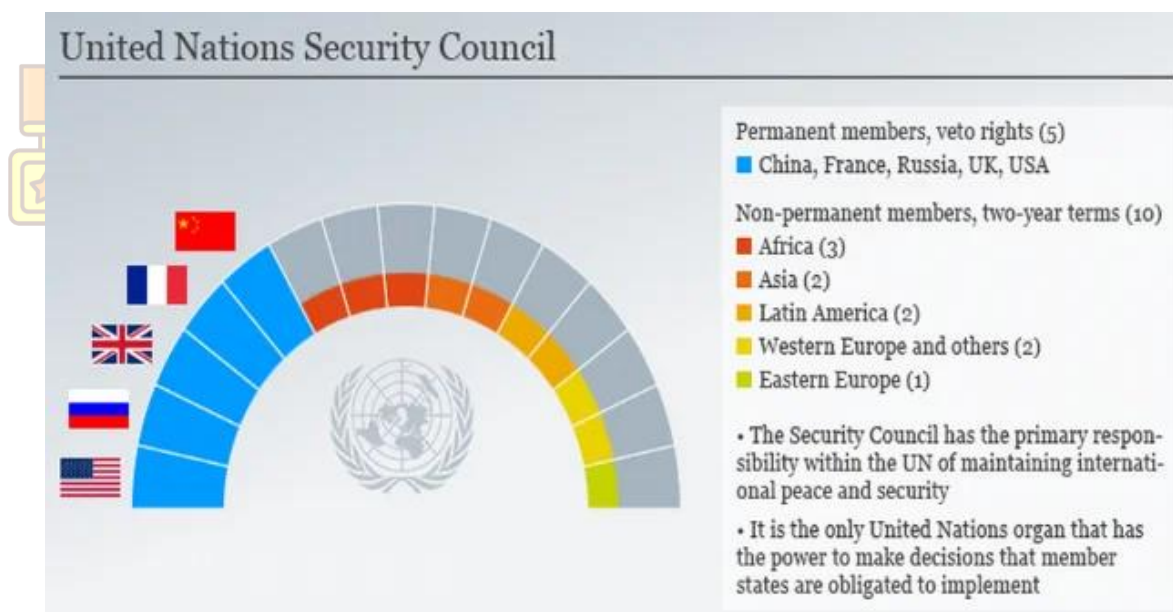 United Nations Security Council
Permanent members, veto rights (5)
China, France, Russia, UK, USA
Non-permanent members, two-year terms (10)
Africa (3)
Asia (2)
Latin America (2)
Western Europe and others (2)
Eastern Europe (1)
• The Security Council has the primary respon-
sibility within the UN of maintaining internati-
onal peace and security
• It is the only United Nations organ that has
the power to make decisions that member
states are obligated to implement